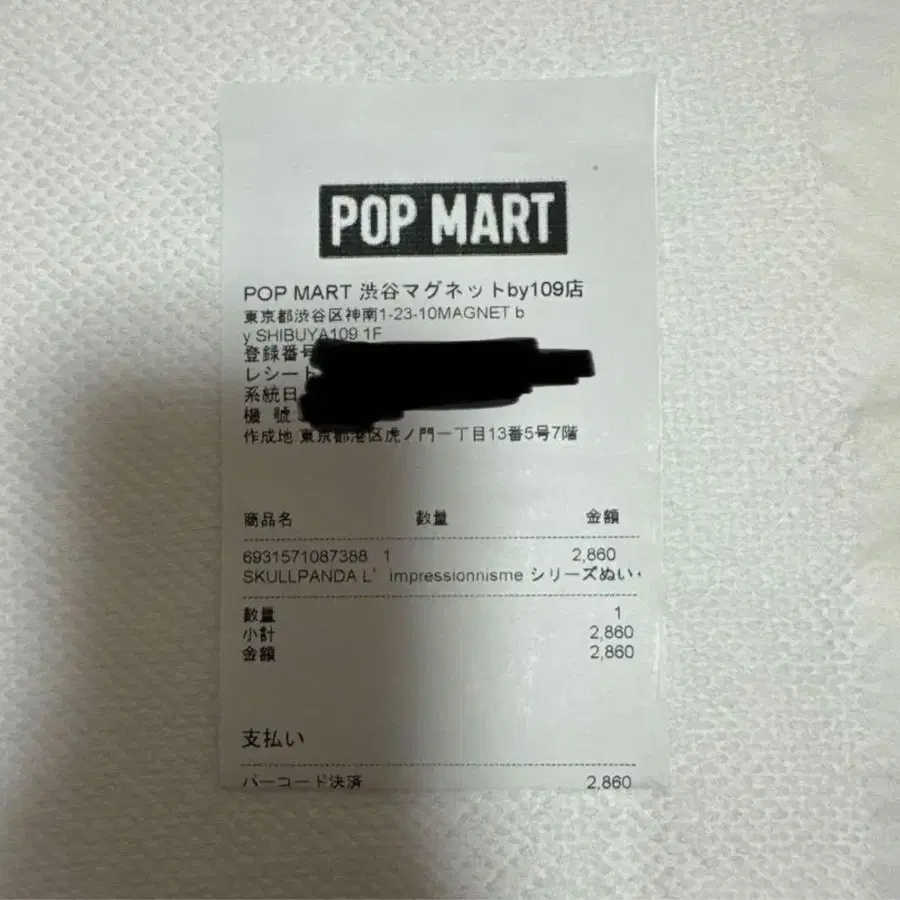 POP MART
POP MART 渋谷マグネットby109店
東京都渋谷区神南1-23-10MAGNET b
y SHIBUYA109 1F
登録番号
レシート
系統日
機 號
作成地 東京都港区虎ノ門一丁目13番5号7階
商品名 数量 金額
6931571087388 1 2,860
SKULLPANDA L' impressionnisme シリーズぬい
数量 1
小計 2,860
金額 2,860
支払い
バーコード決済 2,860